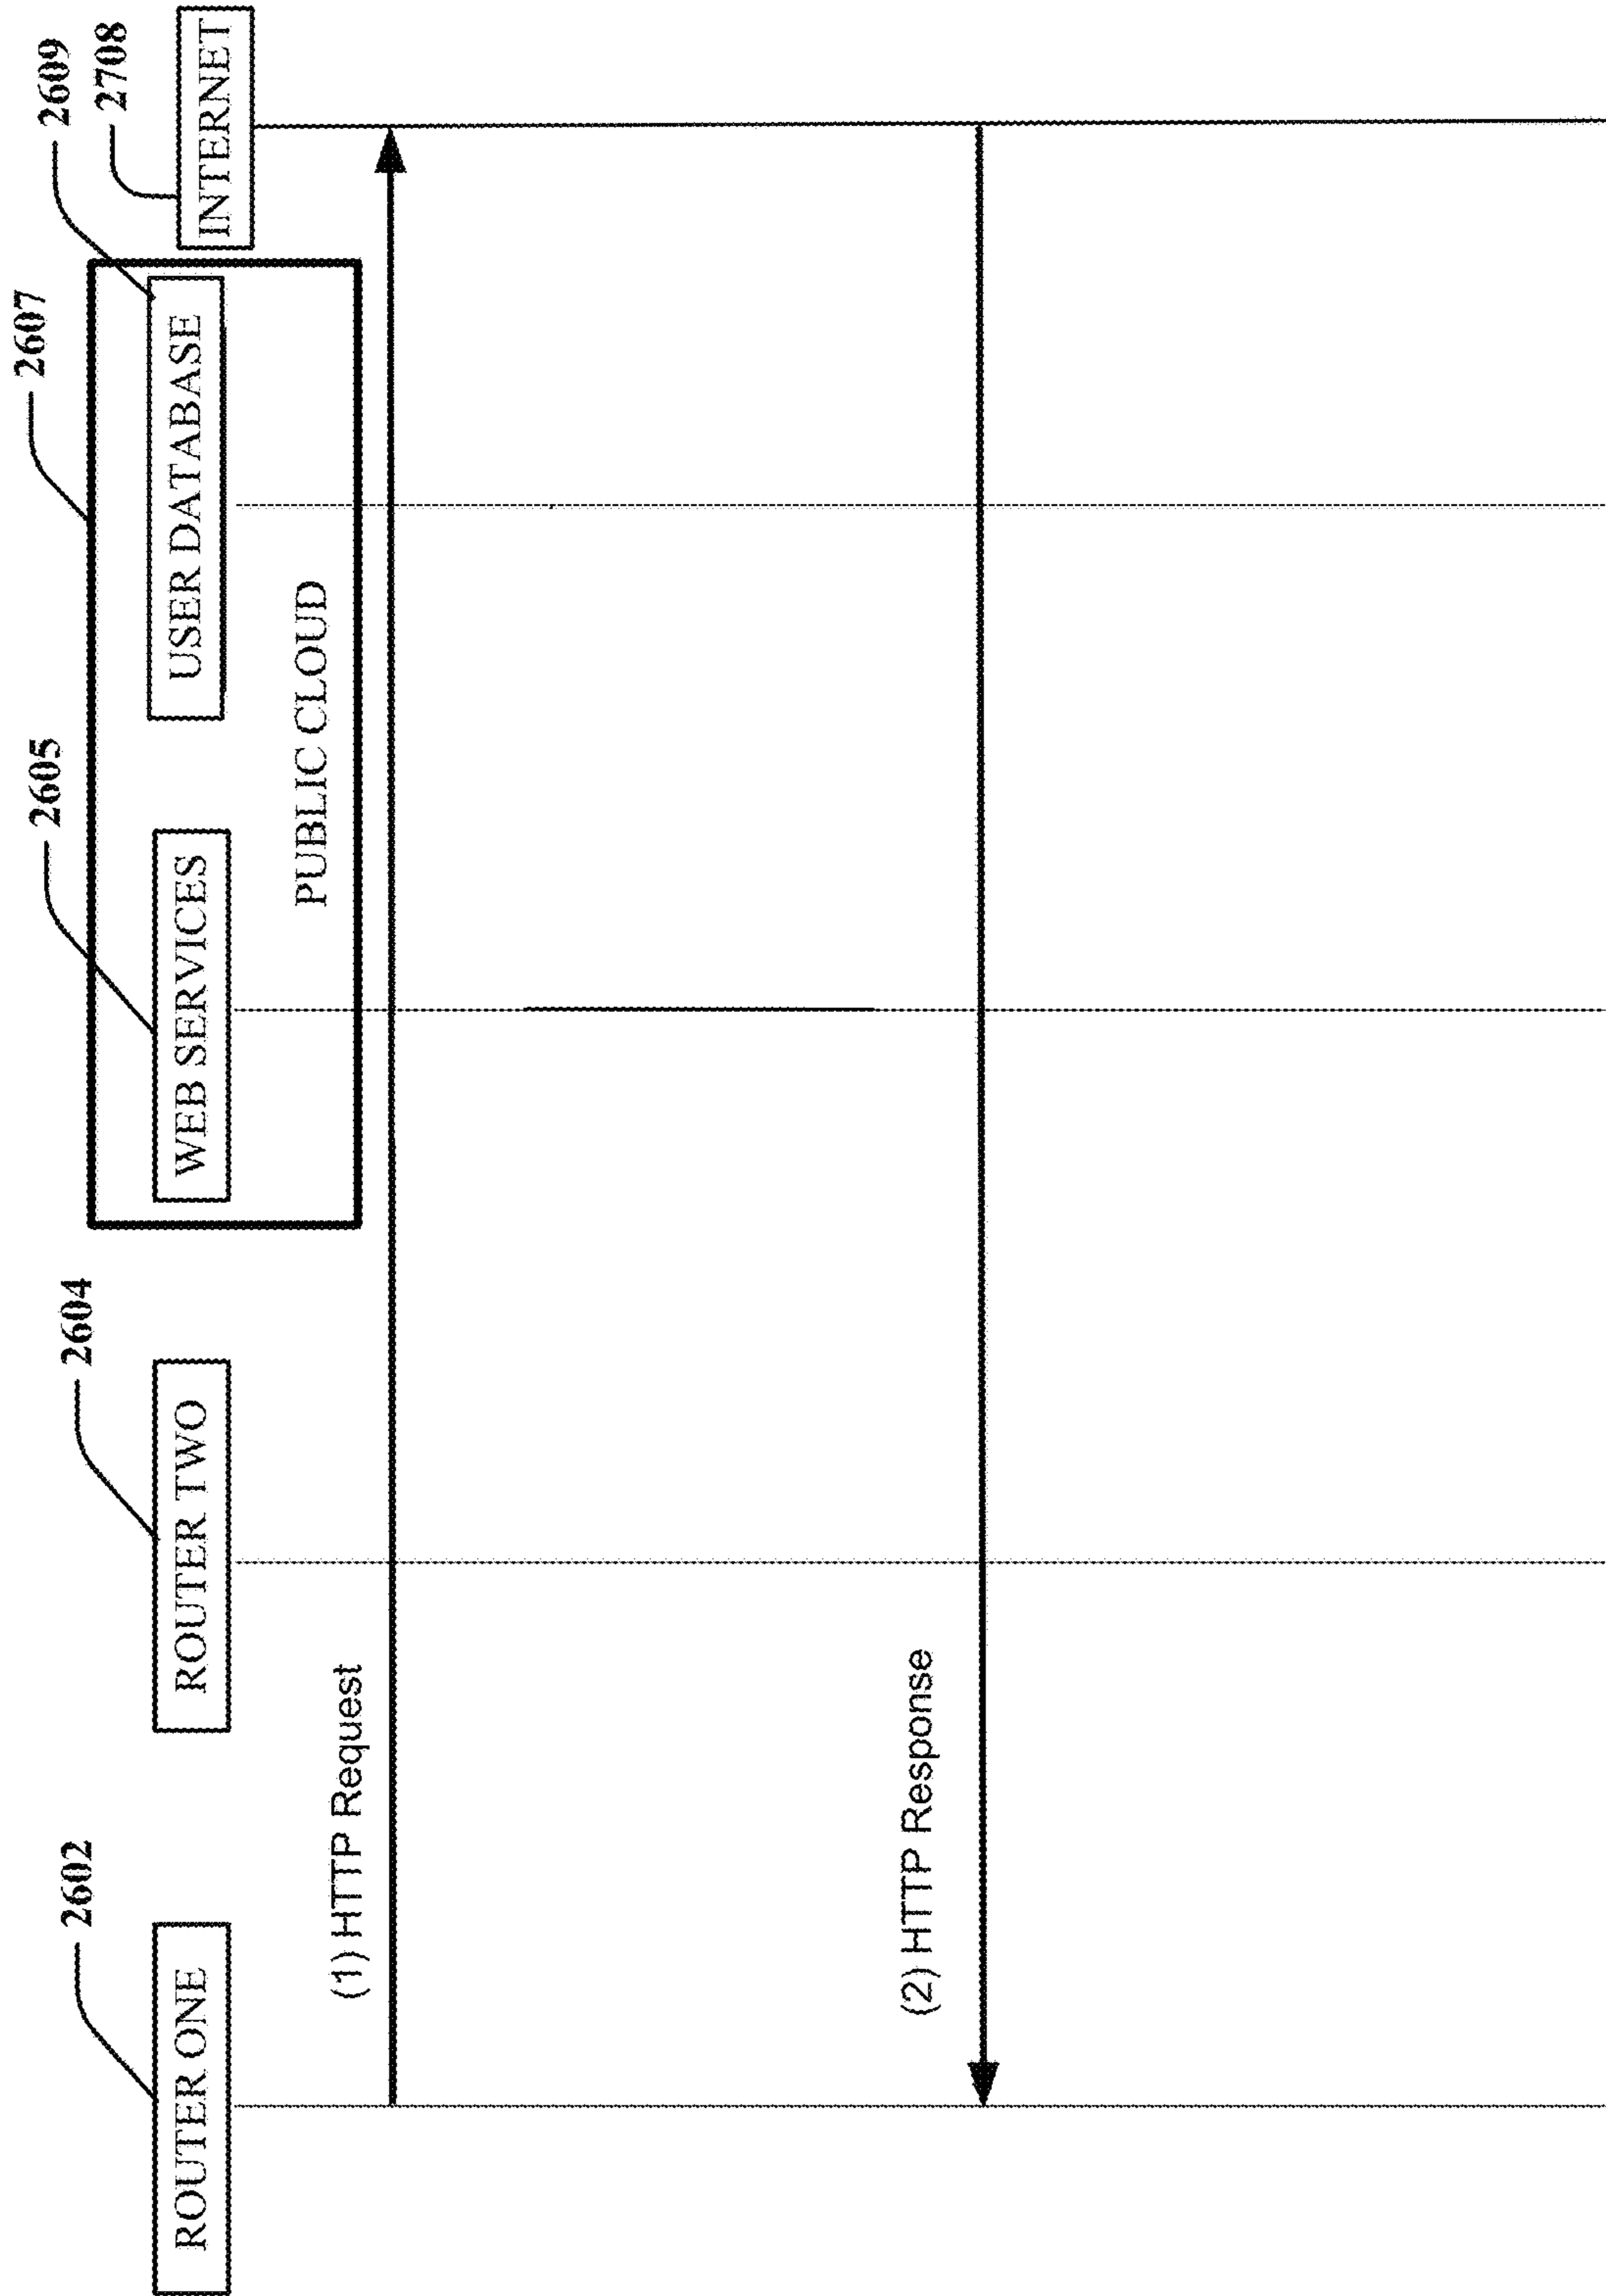 2602
2604
2605
2607
2609
2708
ROUTER ONE
ROUTER TWO
WEB SERVICES
USER DATABASE
INTERNET
PUBLIC CLOUD
(1) HTTP Request
(2) HTTP Response